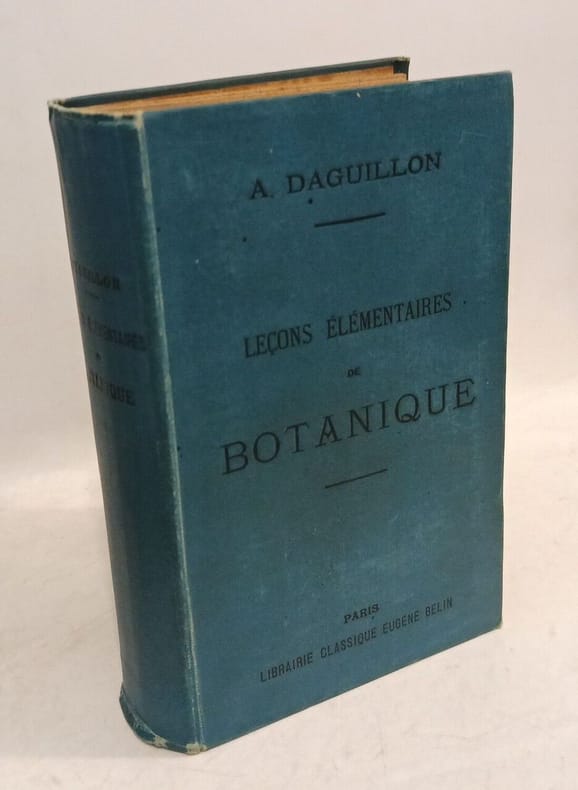 A. DAGUILLON
LEÇONS ÉLÉMENTAIRES
DE
BOTANIQUE
PARIS
LIBRAIRIE CLASSIQUE EUGÈNE BELIN